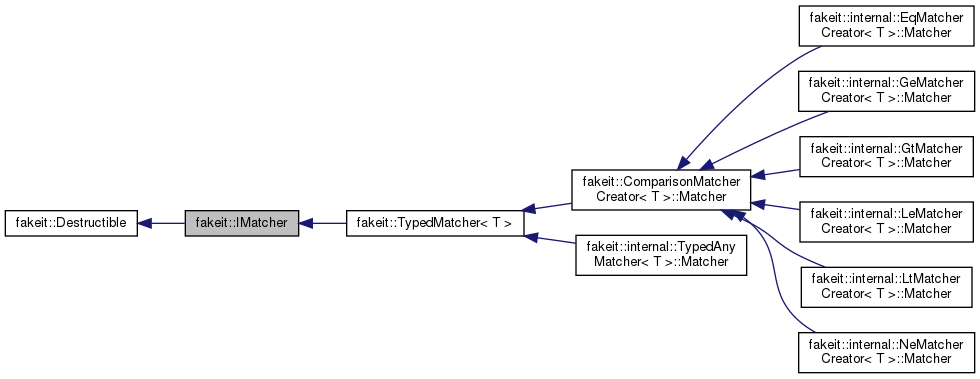 fakeit::internal::EqMatcher
Creator< T >::Matcher
fakeit::internal::GeMatcher
Creator< T >::Matcher
fakeit::internal::GtMatcher
Creator< T >::Matcher
fakeit::ComparisonMatcher
Creator< T >::Matcher
fakeit::Destructible
fakeit::IMatcher
fakeit::TypedMatcher< T >
fakeit::internal::LeMatcher
Creator< T >::Matcher
fakeit::internal::TypedAny
Matcher< T >::Matcher
fakeit::internal::LtMatcher
Creator< T >::Matcher
fakeit::internal::NeMatcher
Creator< T >::Matcher